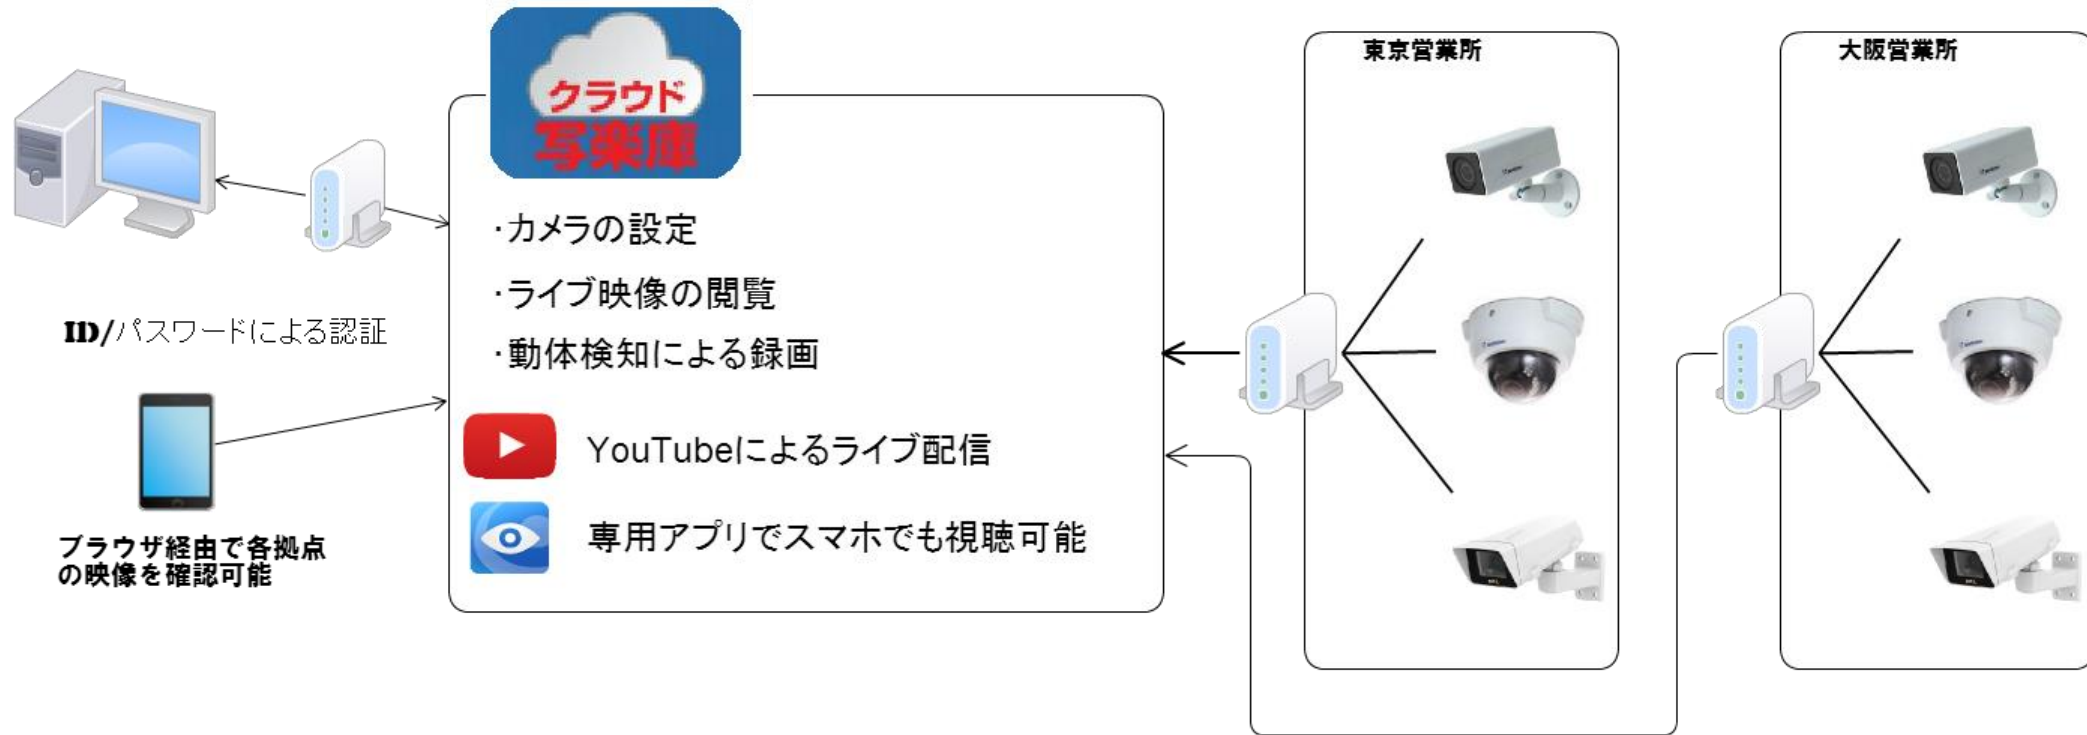 クラウド
写楽庫
東京営業所
大阪営業所
・カメラの設定
・ライブ映像の閲覧
・動体検知による録画
ID/パスワードによる認証
YouTubeによるライブ配信
専用アプリでスマホでも視聴可能
ブラウザ経由で各拠点
の映像を確認可能